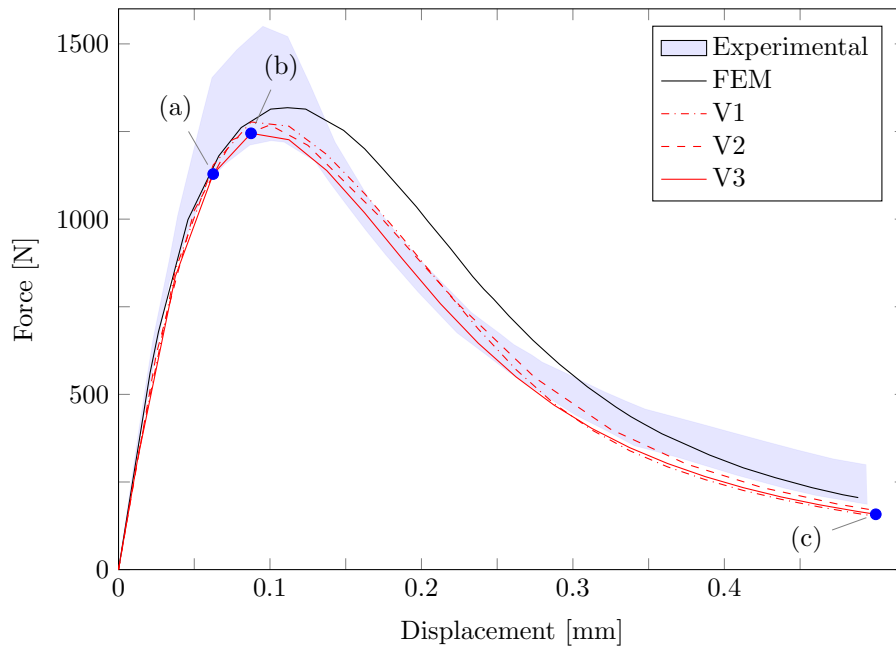 1500
1000
500
0
Force [N]
(a)
(b)
(c)
Experimental
FEM
V1
V2
V3
0
0.1
0.2
0.3
0.4
Displacement [mm]